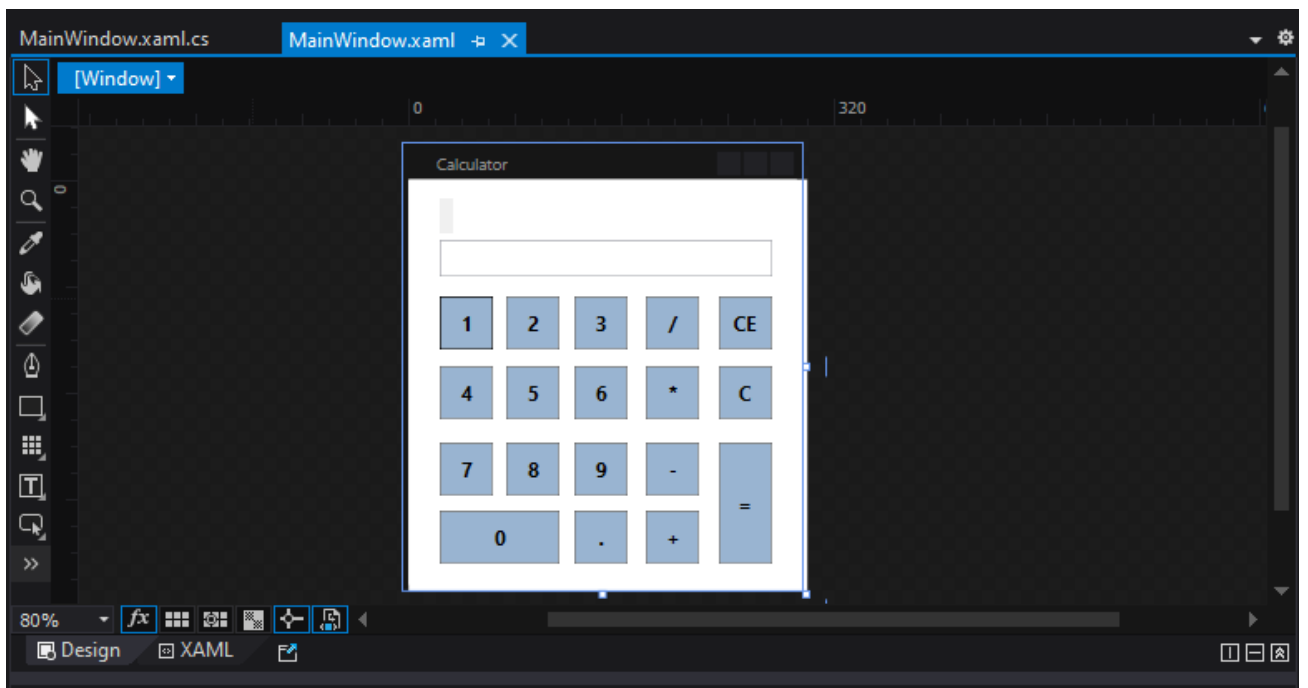 MainWindow.xaml.cs MainWindow.xaml
[Window]
0 320
Calculator
0
1 2 3 / CE
4 5 6 * C
7 8 9 -
=
0 . +
80% fx
Design XAML